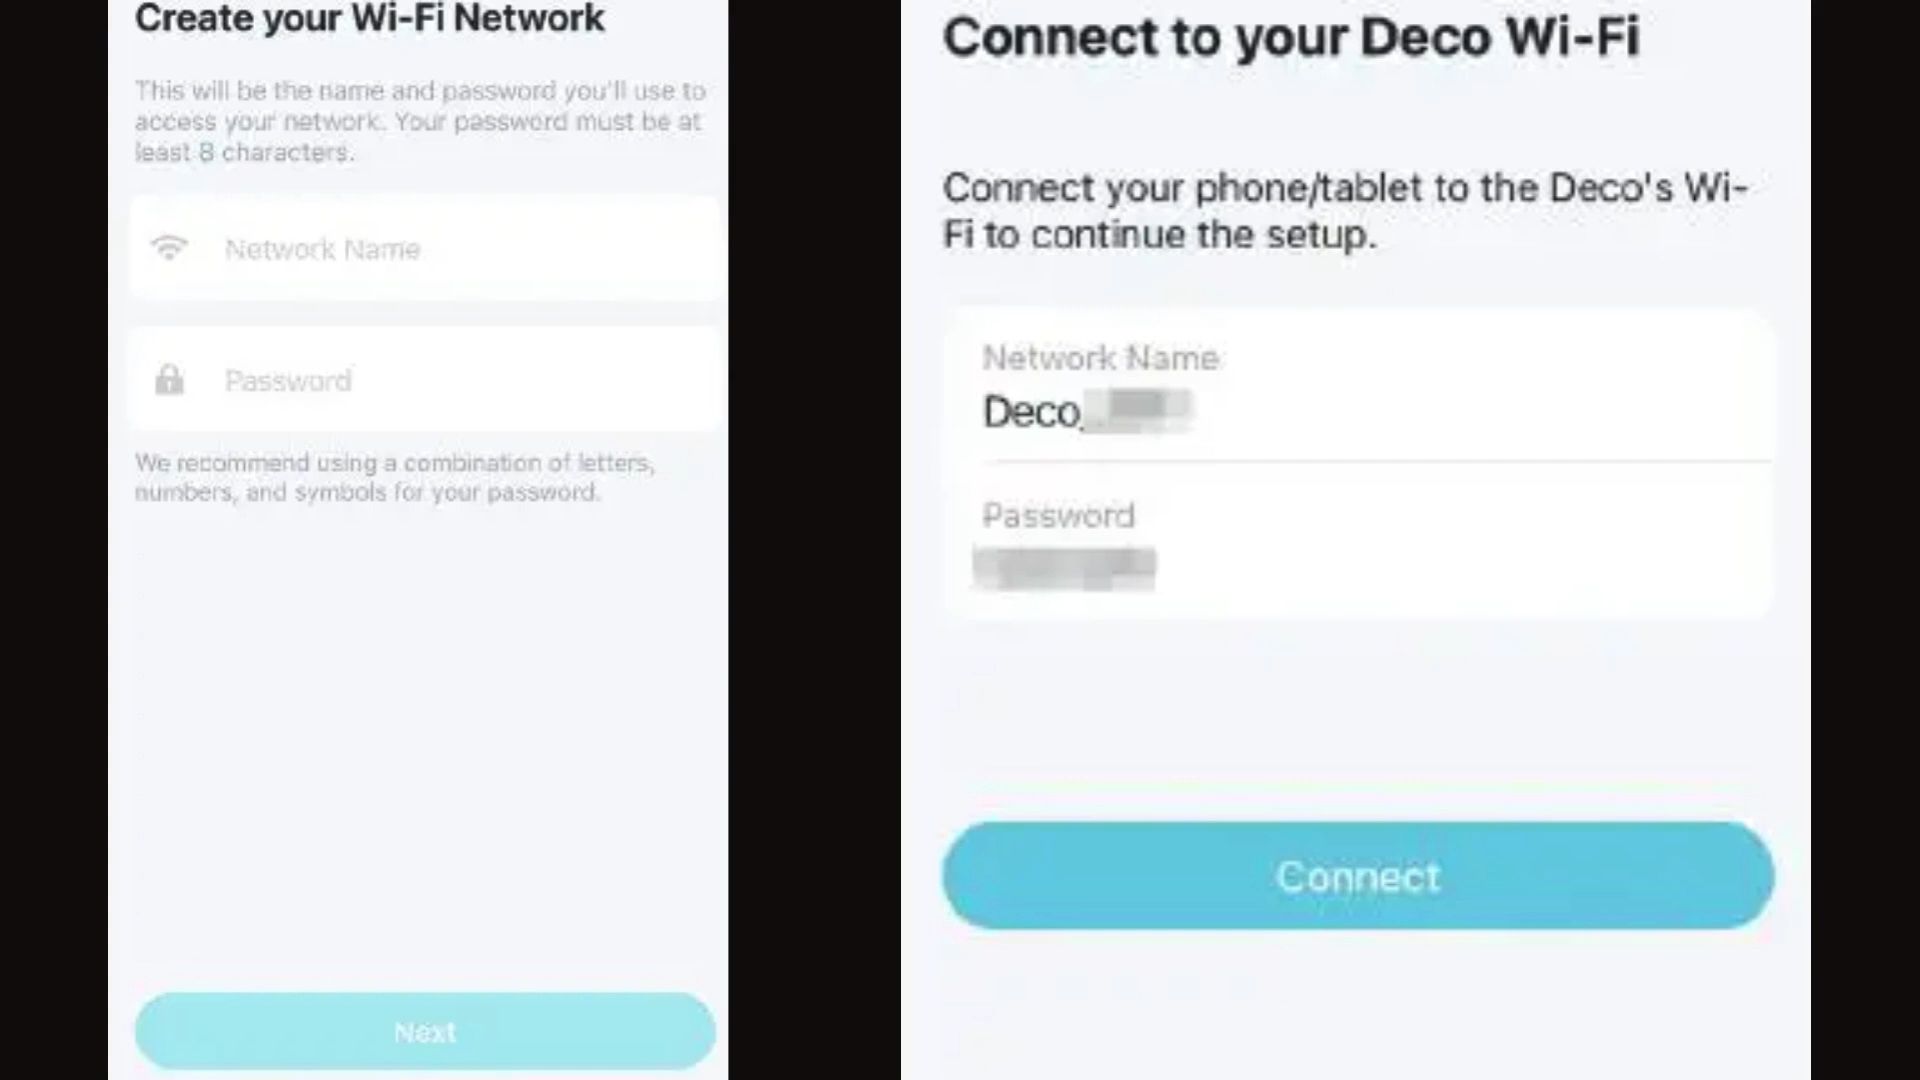 Create your Wi-Fi Network
This will be the name and password you'll use to
access your network. Your password must be at
least 8 characters.
Network Name
Password
We recommend using a combination of letters,
numbers, and symbols for your password.
Next
Connect to your Deco Wi-Fi
Connect your phone/tablet to the Deco's Wi-
Fi to continue the setup.
Network Name
Deco_
Password
Connect